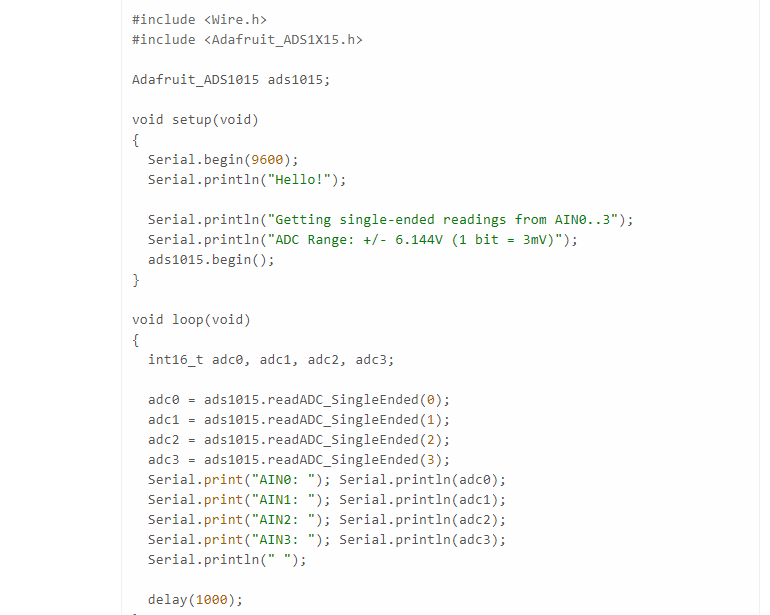 #include <Wire.h>
#include <Adafruit_ADS1X15.h>
Adafruit_ADS1015 ads1015;
void setup(void)
{
Serial.begin(9600);
Serial.println("Hello!");
Serial.println("Getting single-ended readings from AIN0..3");
Serial.println("ADC Range: +/- 6.144V (1 bit = 3mV)");
ads1015.begin();
}
void loop(void)
{
int16_t adc0, adc1, adc2, adc3;
adc0 = ads1015.readADC_SingleEnded(0);
adc1 = ads1015.readADC_SingleEnded(1);
adc2 = ads1015.readADC_SingleEnded(2);
adc3 = ads1015.readADC_SingleEnded(3);
Serial.print("AIN0: "); Serial.println(adc0);
Serial.print("AIN1: "); Serial.println(adc1);
Serial.print("AIN2: "); Serial.println(adc2);
Serial.print("AIN3: "); Serial.println(adc3);
Serial.println(" ");
delay(1000);